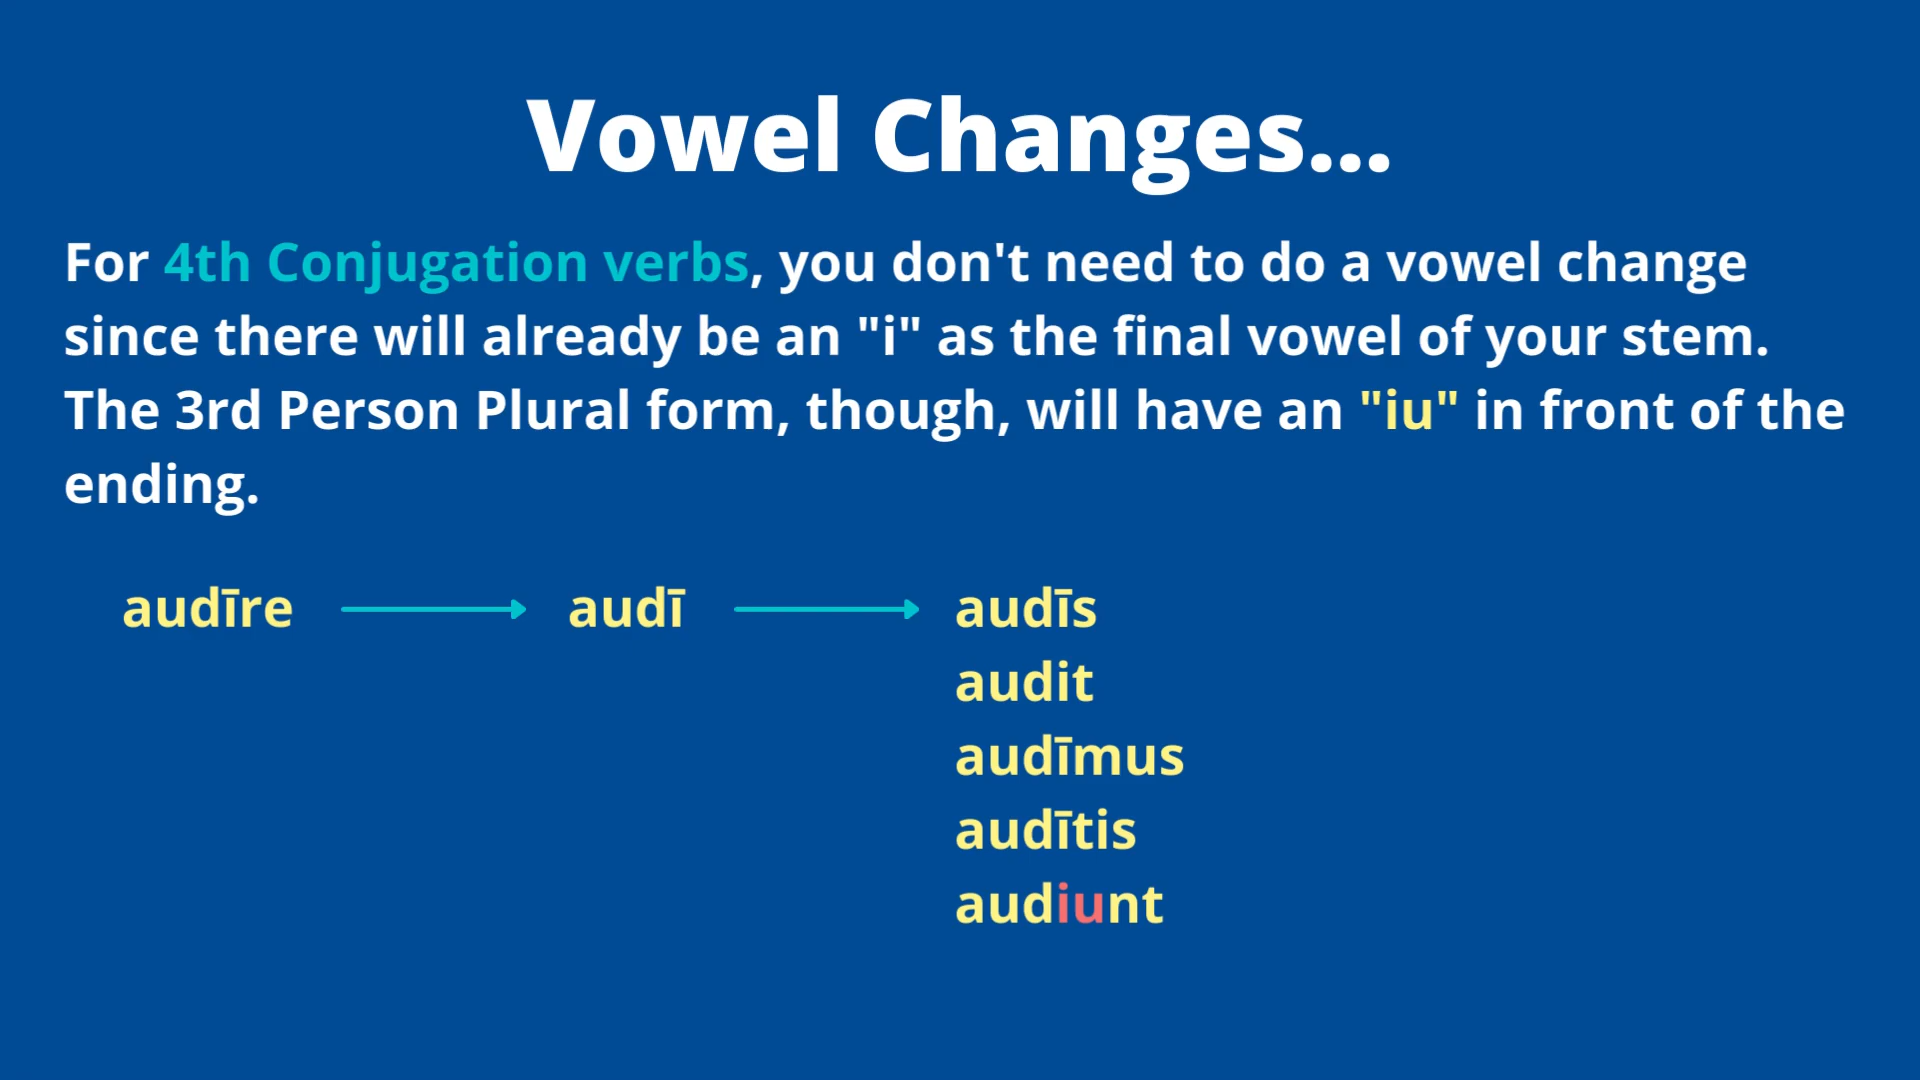 Vowel Changes...
For 4th Conjugation verbs, you don't need to do a vowel change
since there will already be an "i" as the final vowel of your stem.
The 3rd Person Plural form, though, will have an "iu" in front of the
ending.
audīre audī audīs
audit
audīmus
audītis
audiunt